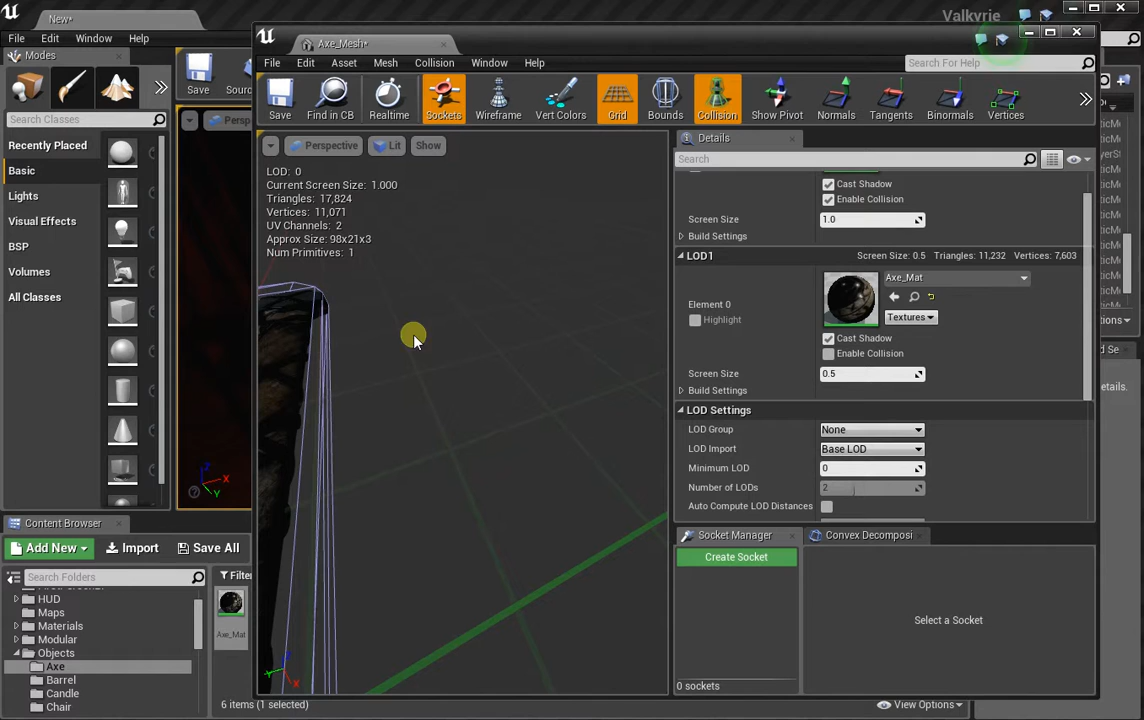 New*
Valkyrie
File Edit Window Help
Axe_Mesh*
Modes
File Edit Asset Mesh Collision Window Help
Search For Help
Save
Save Find in CB Realtime Sockets Wireframe Vert Colors Grid Bounds Collision Show Pivot Normals Tangents Binormals Vertices
Search Classes
Recently Placed
Basic
Lights
Visual Effects
BSP
Volumes
All Classes
Perspective Lit Show
LOD: 0
Current Screen Size: 1.000
Triangles: 17,824
Vertices: 11,071
UV Channels: 2
Approx Size: 98x21x3
Num Primitives: 1
Details
Search
Cast Shadow
Enable Collision
Screen Size 1.0
Build Settings
LOD1 Screen Size: 0.5 Triangles: 11,232 Vertices: 7,603
Axe_Mat
Element 0
Highlight
Textures
Cast Shadow
Enable Collision
Screen Size 0.5
Build Settings
LOD Settings
LOD Group None
LOD Import Base LOD
Minimum LOD 0
Number of LODs 2
Auto Compute LOD Distances
Socket Manager Convex Decomposi
Create Socket
Select a Socket
0 sockets
Content Browser
Add New Import Save All
Search Folders
HUD
Maps
Materials
Modular
Objects
Axe
Barrel
Candle
Chair
Axe_Mat
6 items (1 selected)
View Options